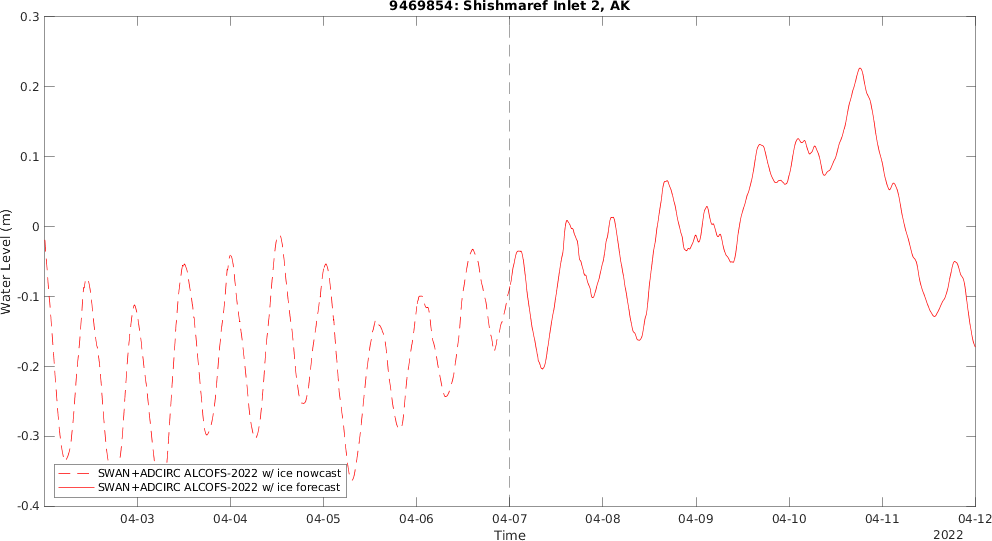 9469854: Shishmaref Inlet 2, AK
0.3
0.2
0.1
0
-0.1
-0.2
-0.3
-0.4
Water Level (m)
SWAN+ADCIRC ALCOFS-2022 w/ ice nowcast
SWAN+ADCIRC ALCOFS-2022 w/ ice forecast
04-03 04-04 04-05 04-06 04-07 04-08 04-09 04-10 04-11 04-12
Time
2022